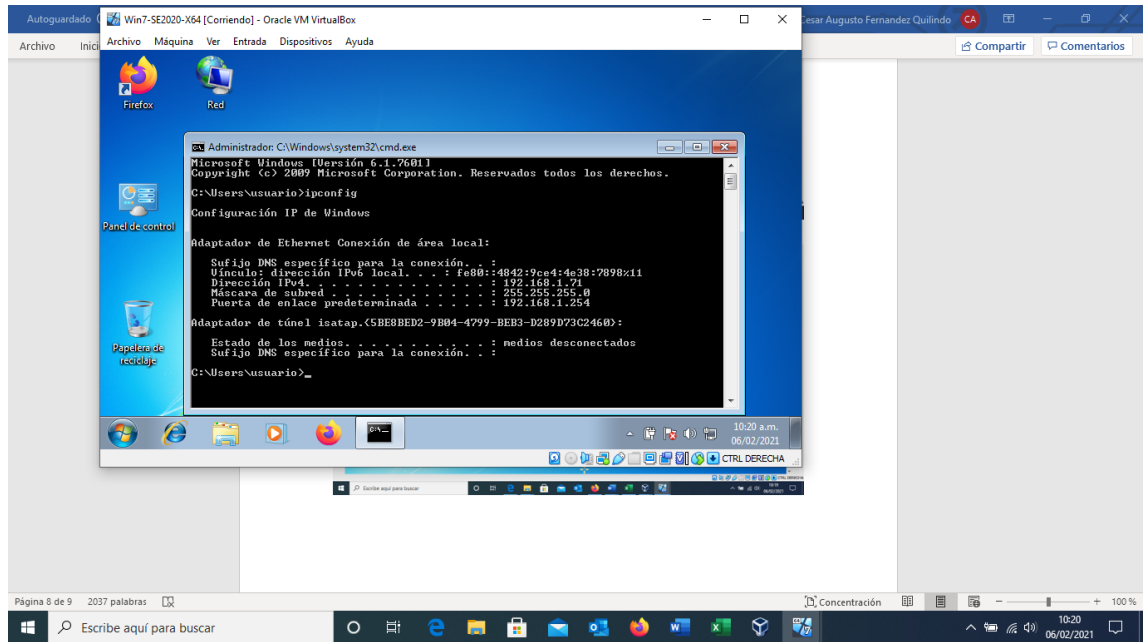 Autoguardado
Win7-SE2020-X64 [Corriendo] - Oracle VM VirtualBox
Cesar Augusto Fernandez Quilindo
CA
Archivo
Archivo Máquina Ver Entrada Dispositivos Ayuda
Compartir
Comentarios
Firefox
Red
Administrador: C:\Windows\system32\cmd.exe
Microsoft Windows [Versión 6.1.7601]
Copyright (c) 2009 Microsoft Corporation. Reservados todos los derechos.
C:\Users\usuario>ipconfig
Configuración IP de Windows
Panel de control
Adaptador de Ethernet Conexión de área local:
Sufijo DNS específico para la conexión. . :
Vínculo: dirección IPv6 local. . . : fe80::4842:9ce4:4e38:7898%11
Dirección IPv4. . . . . . . . . . . . . . : 192.168.1.71
Máscara de subred . . . . . . . . . . . . : 255.255.255.0
Puerta de enlace predeterminada . . . . . : 192.168.1.254
Adaptador de túnel isatap.{5BE8BED2-9B04-4799-BEB3-D289D73C2460}:
Estado de los medios. . . . . . . . . . . : medios desconectados
Sufijo DNS específico para la conexión. . :
Papelera de
reciclaje
C:\Users\usuario>_
10:20 a.m.
06/02/2021
CTRL DERECHA
Escribe aquí para buscar
Página 8 de 9
2037 palabras
Concentración
100 %
Escribe aquí para buscar
10:20
06/02/2021